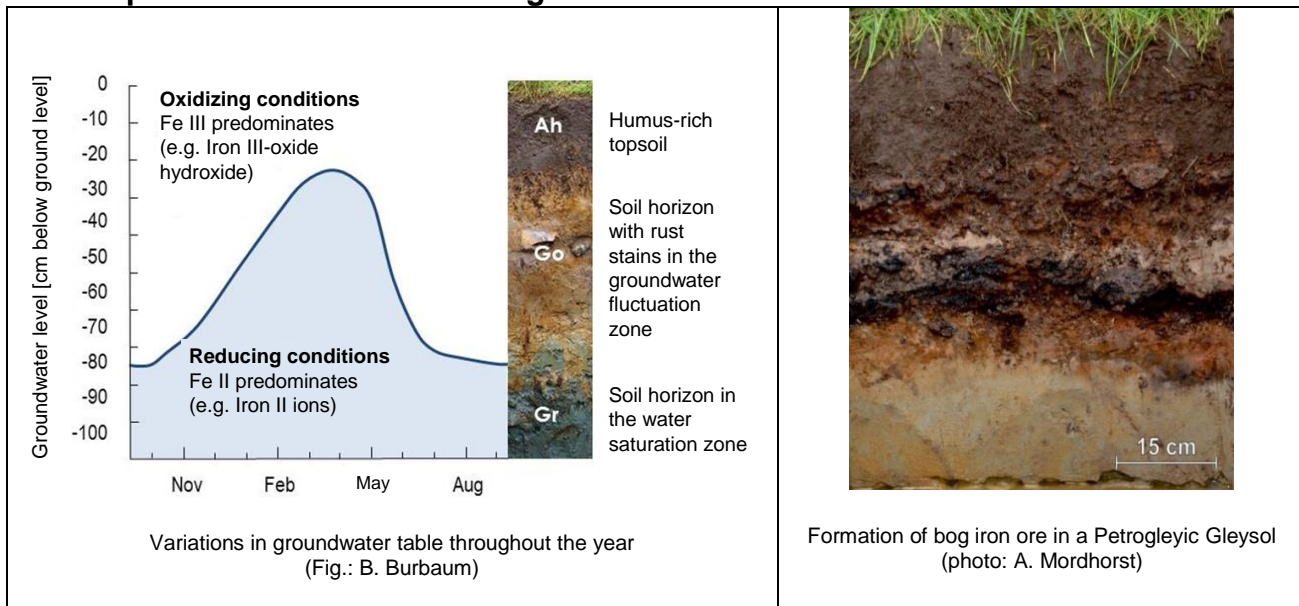 Groundwater level [cm below ground level]
0
-10
-20
-30
-40
-50
-60
-70
-80
-90
-100
Oxidizing conditions
Fe III predominates
(e.g. Iron III-oxide
hydroxide)
Reducing conditions
Fe II predominates
(e.g. Iron II ions)
Nov
Feb
May
Aug
Ah
Go
Gr
Humus-rich
topsoil
Soil horizon
with rust
stains in the
groundwater
fluctuation
zone
Soil horizon in
the water
saturation zone
Variations in groundwater table throughout the year
(Fig.: B. Burbaum)
15 cm
Formation of bog iron ore in a Petrogleyic Gleysol
(photo: A. Mordhorst)